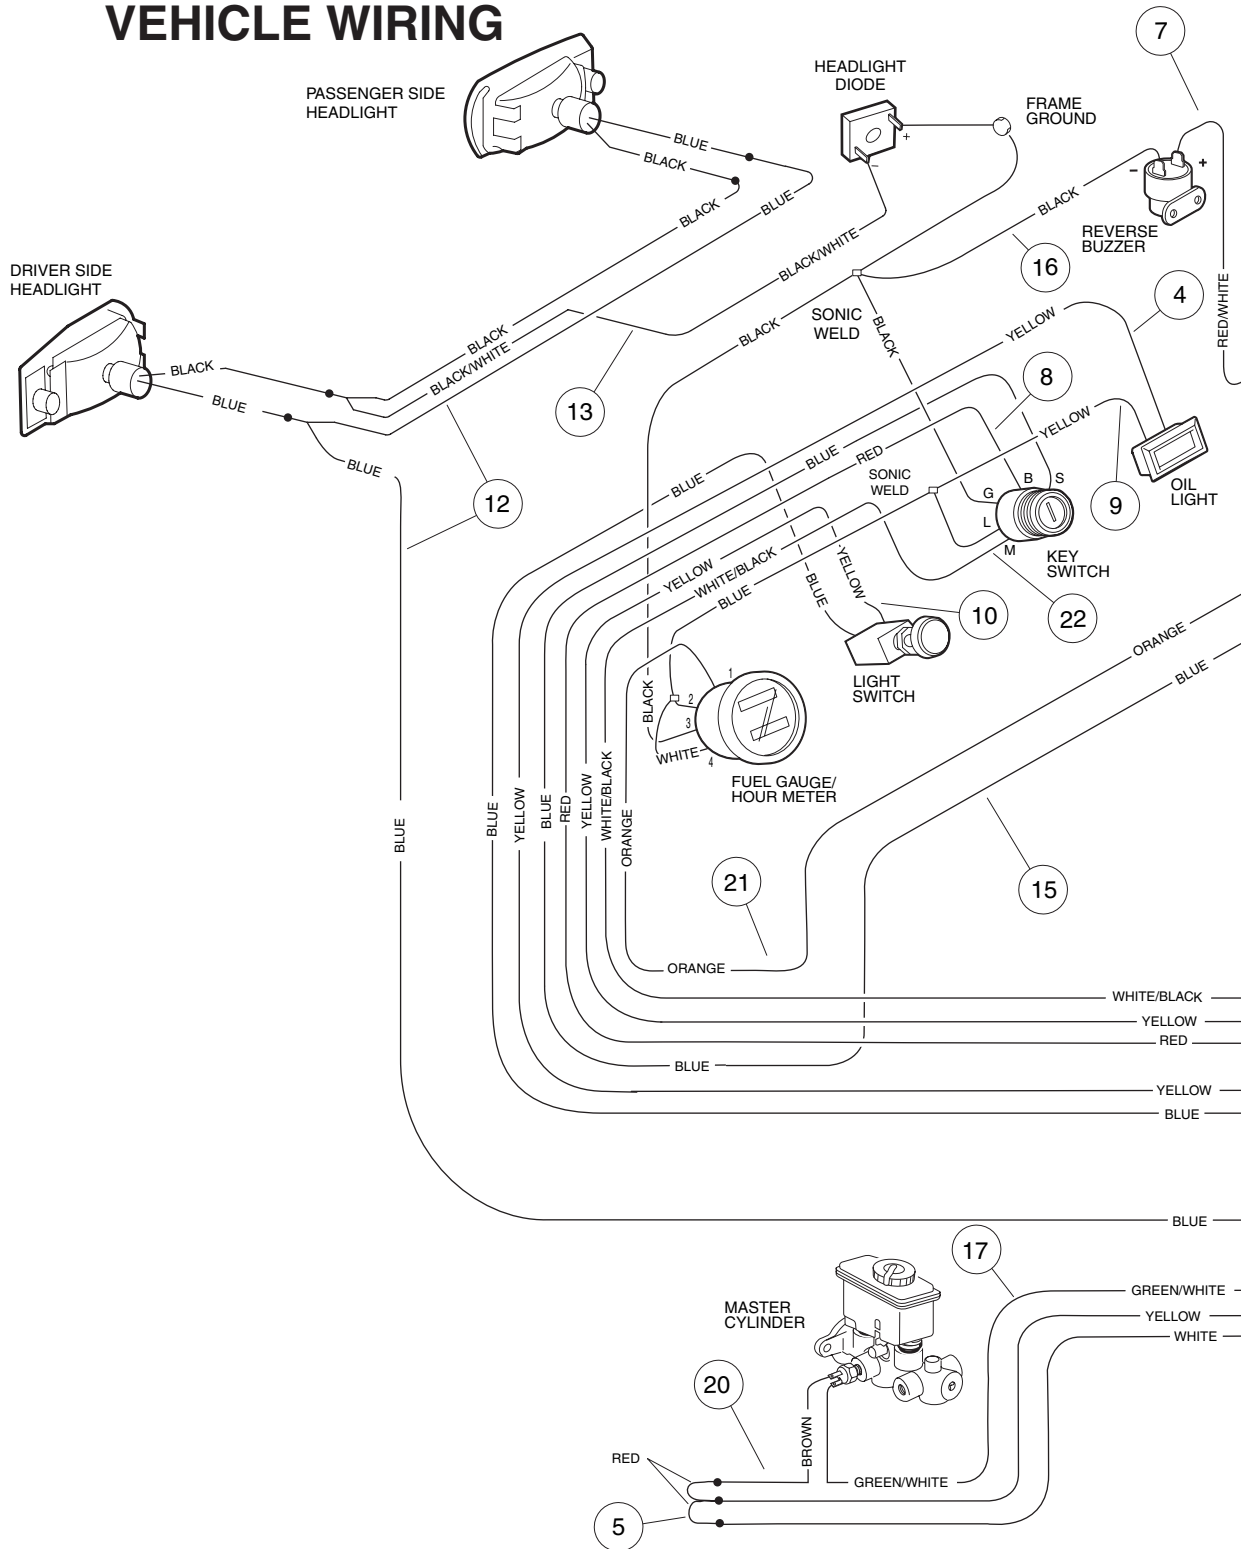 VEHICLE WIRING
7
HEADLIGHT
DIODE
PASSENGER SIDE
HEADLIGHT
FRAME
GROUND
+
–
BLUE
BLACK
– +
BLACK
BLUE
BLACK
REVERSE
BUZZER
BLACK/WHITE
16
DRIVER SIDE
HEADLIGHT
4
SONIC
WELD
YELLOW
RED/WHITE
BLACK
BLACK
BLACK
BLACK/WHITE
BLACK
8
BLUE
13
YELLOW
BLUE
RED
BLUE
BLUE
SONIC
WELD
B S
OIL
LIGHT
G
12
9
L
M
KEY
SWITCH
YELLOW
WHITE/BLACK
BLUE
YELLOW
BLUE
10
22
ORANGE
BLUE
LIGHT
SWITCH
1
BLACK
2
3
WHITE
4
FUEL GAUGE/
HOUR METER
BLUE
BLUE
YELLOW
BLUE
RED
YELLOW
WHITE/BLACK
ORANGE
21
15
ORANGE
WHITE/BLACK
YELLOW
RED
BLUE
YELLOW
BLUE
BLUE
17
GREEN/WHITE
MASTER
CYLINDER
YELLOW
WHITE
20
BROWN
RED
GREEN/WHITE
5